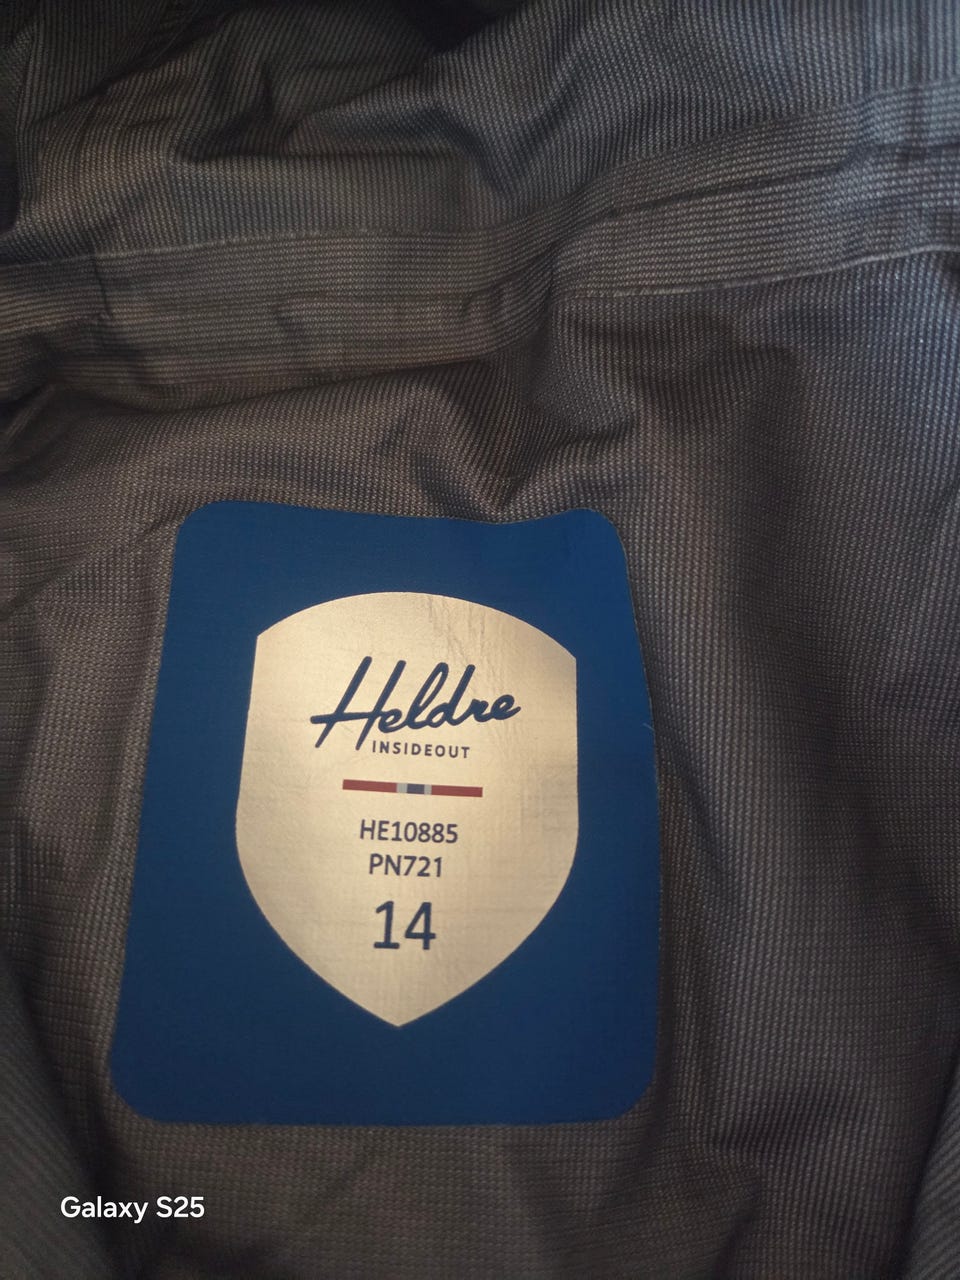 Heldre
INSIDEOUT
HE10885
PN721
14
Galaxy S25